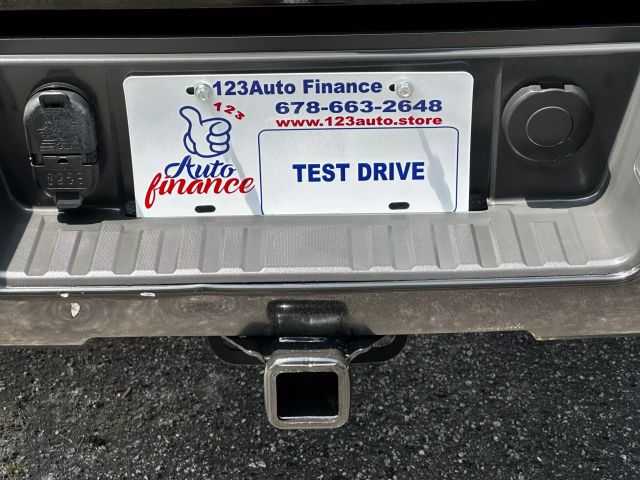 123Auto Finance
678-663-2648
www.123auto.store
123
Auto
finance
TEST DRIVE